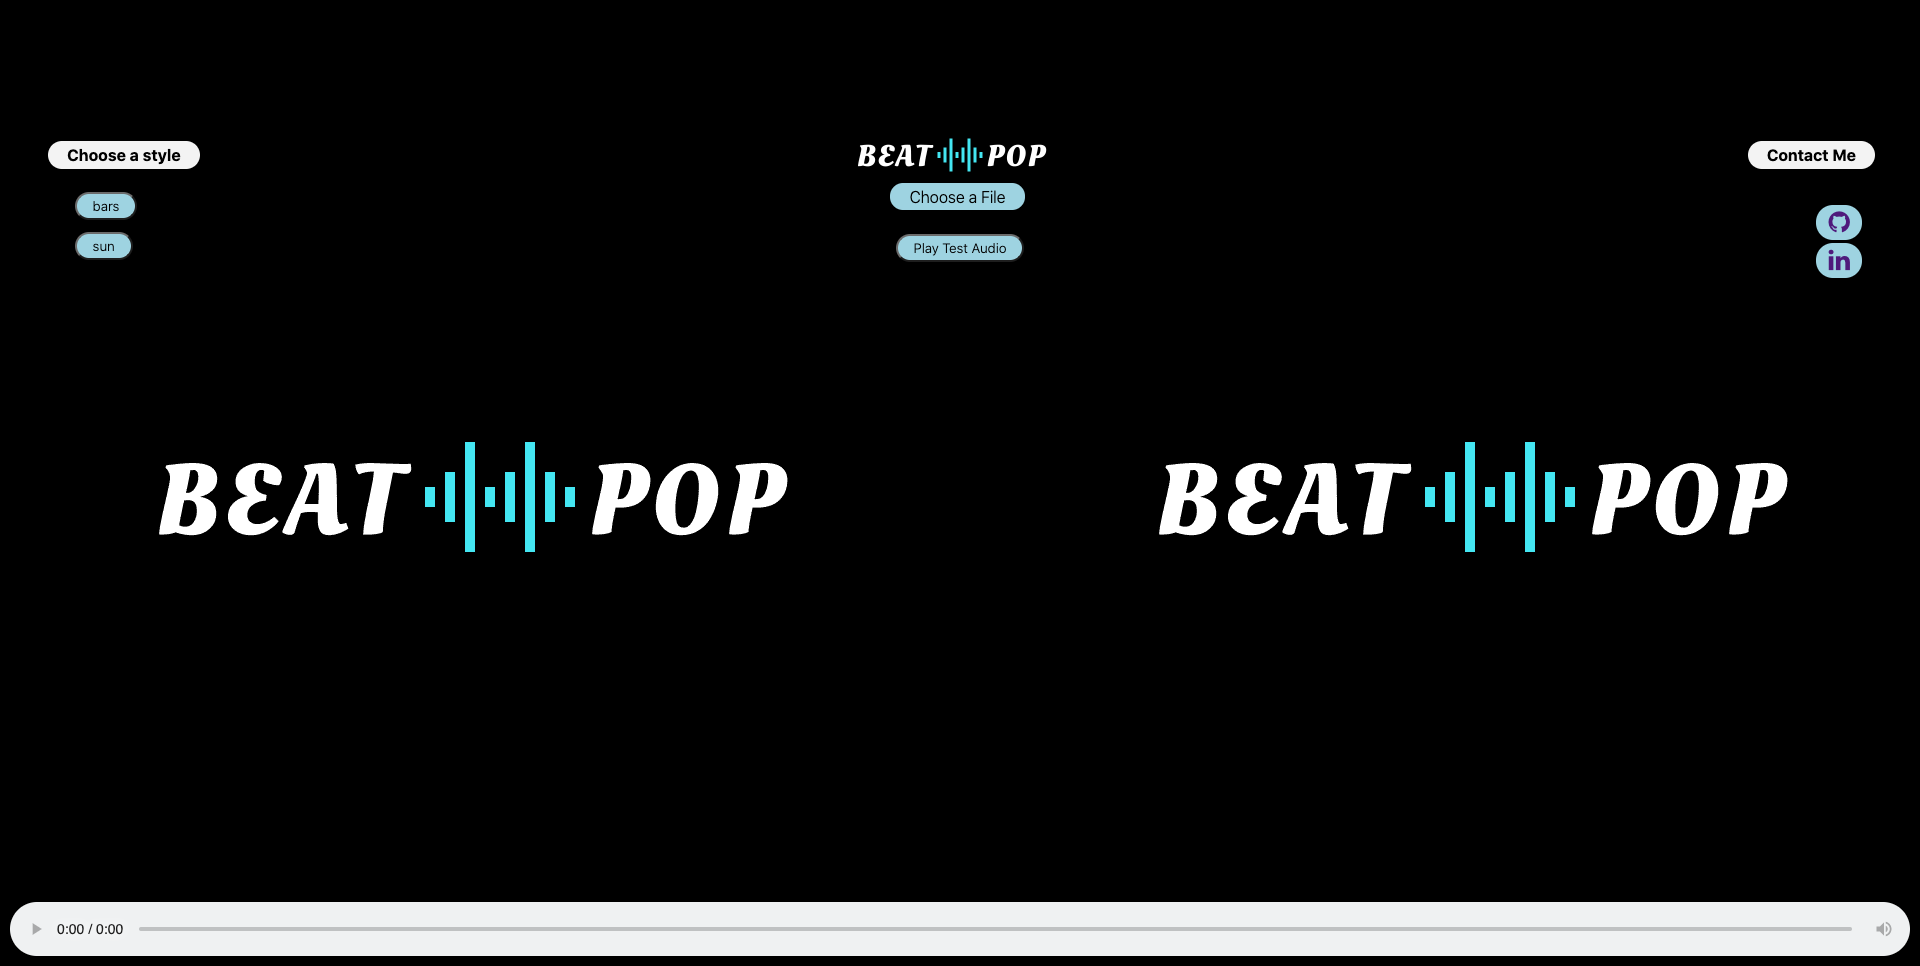 Choose a style
BEAT POP
Contact Me
bars
Choose a File
sun
Play Test Audio
in
BEAT POP
BEAT POP
0:00 / 0:00